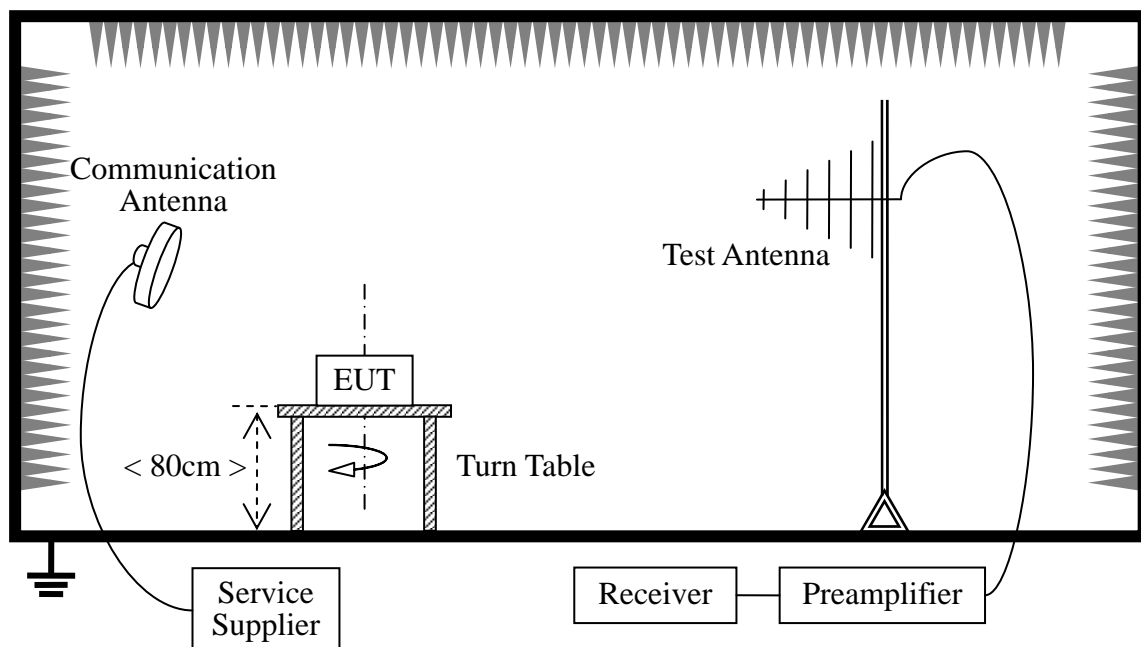 Communication
Antenna
Test Antenna
EUT
< 80cm >
Turn Table
Service
Supplier
Receiver
Preamplifier